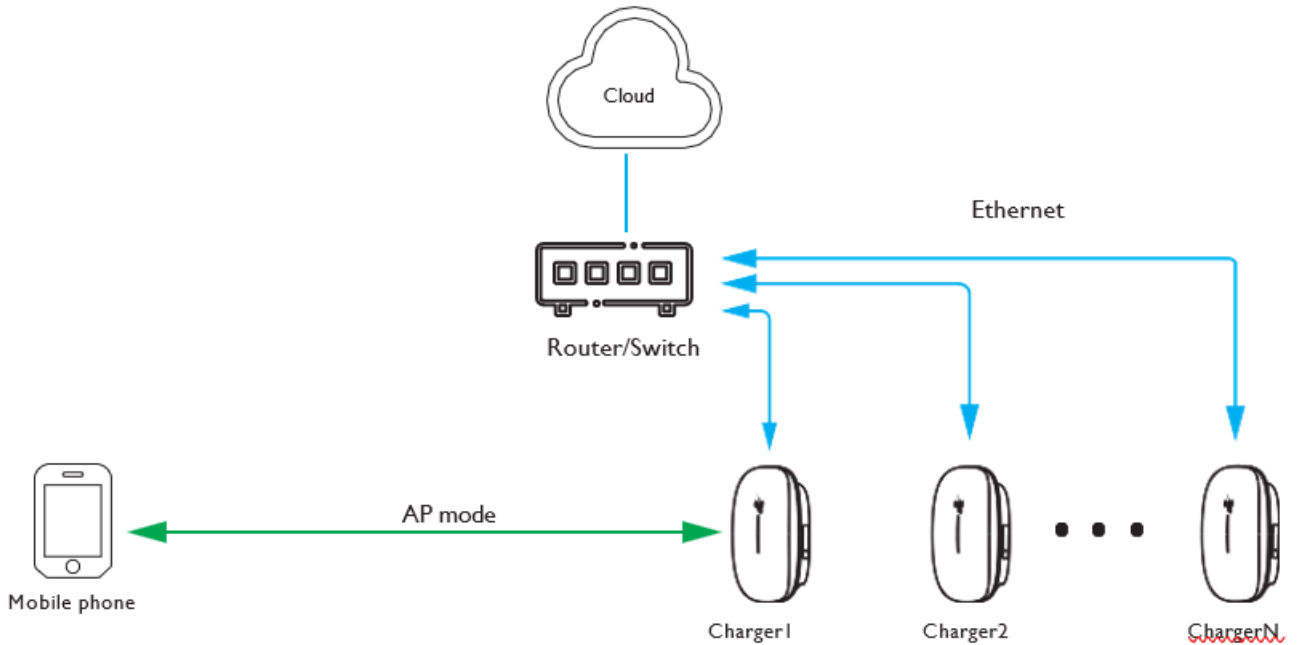 Cloud
Ethernet
Router/Switch
AP mode
Mobile phone
Charger1
Charger2
ChargerN